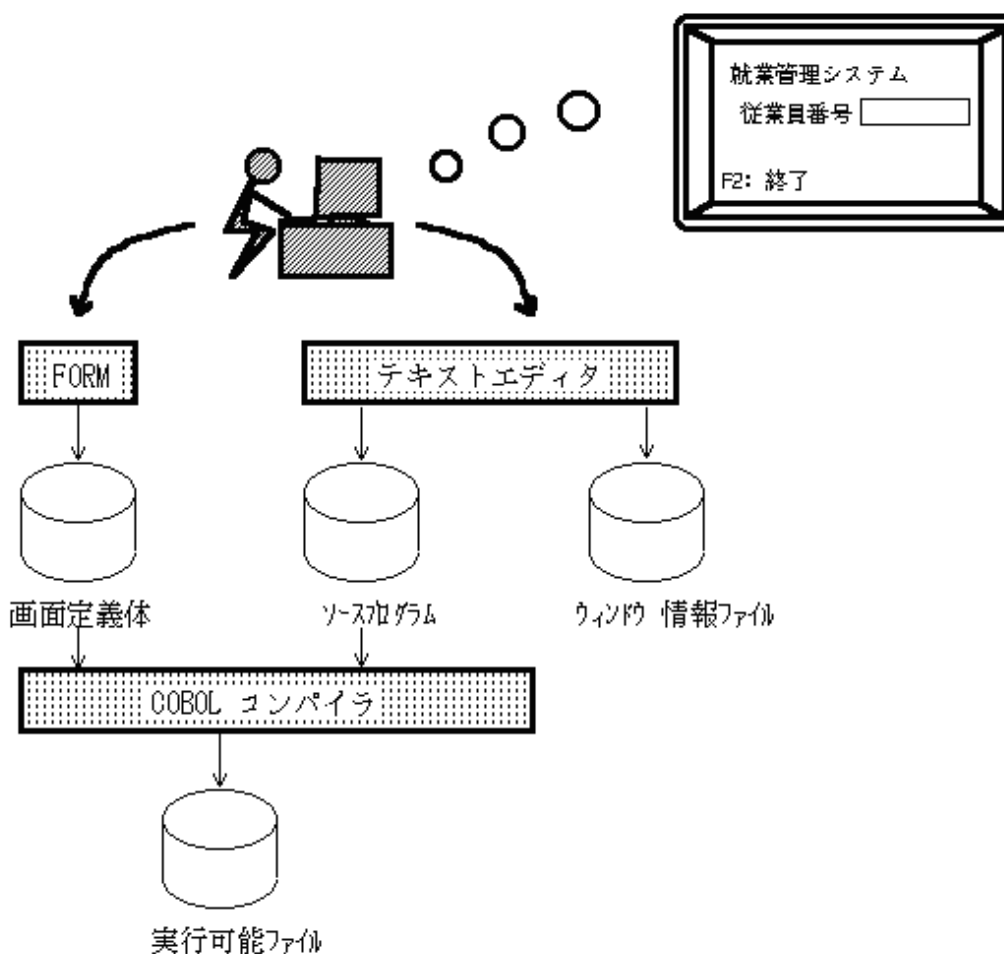 就業管理システム
従業員番号
F2: 終了
FORM
テキストエディタ
画面定義体
ｿｰｽﾌﾟﾛｸﾞﾗﾑ
ｳｨﾝﾄﾞｳ 情報ﾌｧｲﾙ
COBOL コンパイラ
実行可能ﾌｧｲﾙ